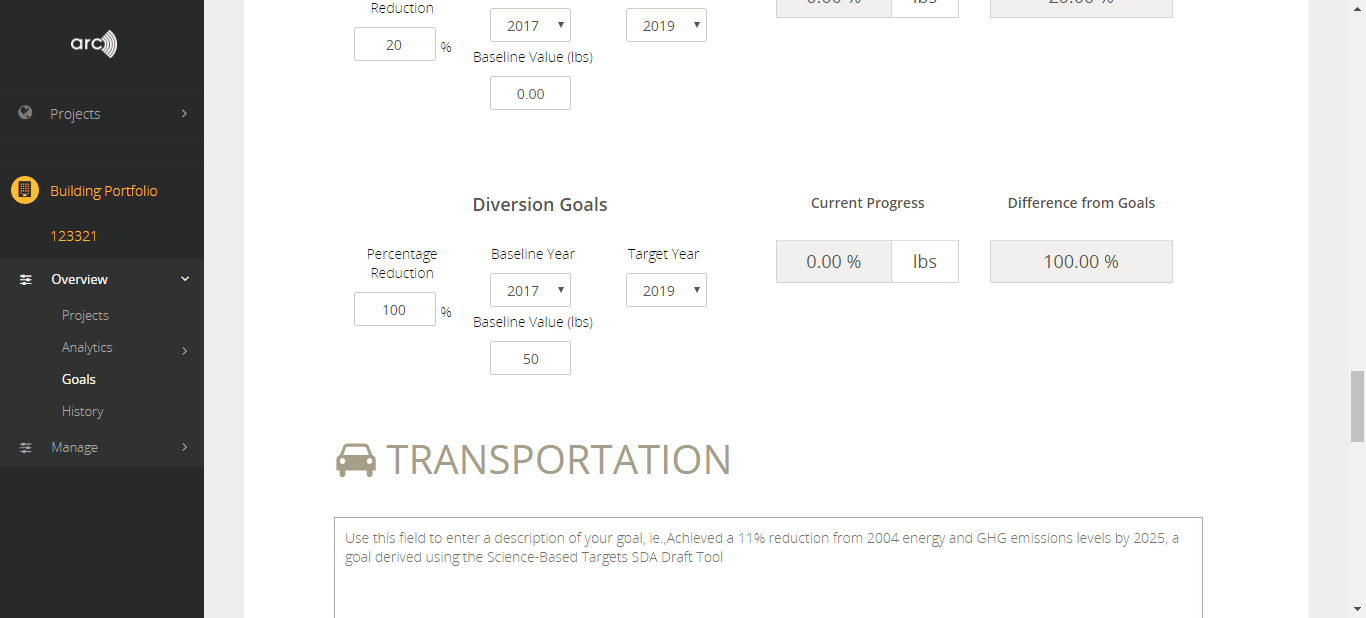 arc
Projects
Building Portfolio
123321
Overview
Projects
Analytics
Goals
History
Manage
Reduction
20 %
2017
2019
lbs
Baseline Value (lbs)
0.00
Diversion Goals
Current Progress
Difference from Goals
Percentage
Reduction
Baseline Year
Target Year
0.00 % lbs
100.00 %
2017
2019
100 %
Baseline Value (lbs)
50
TRANSPORTATION
Use this field to enter a description of your goal, ie.,Achieved a 11% reduction from 2004 energy and GHG emissions levels by 2025, a
goal derived using the Science-Based Targets SDA Draft Tool